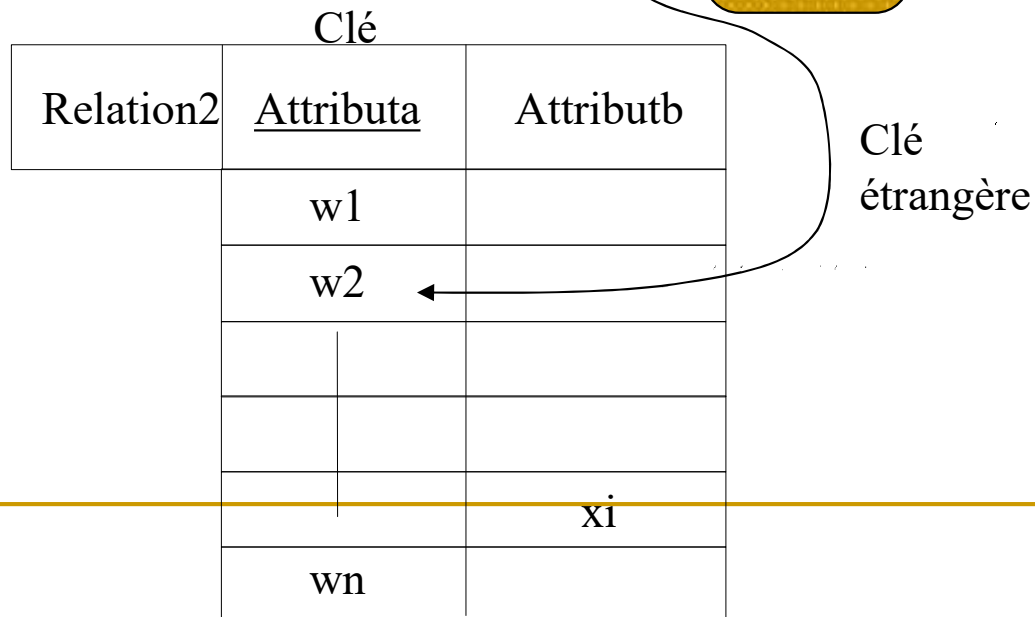 Clé
Relation2 Attributa Attributb
Clé
étrangère
w1
w2
xi
wn